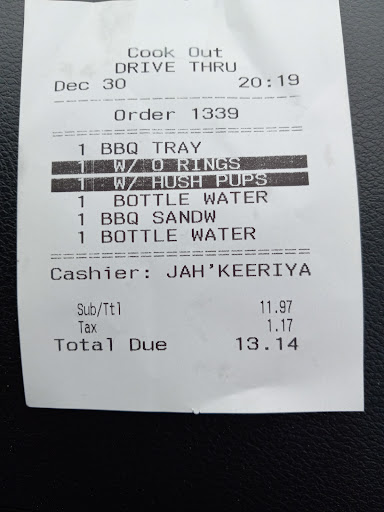 Cook Out
DRIVE THRU
Dec 30 20:19
Order 1339
1 BBQ TRAY
1 W/ O RINGS
1 W/ HUSH PUPS
1 BOTTLE WATER
1 BBQ SANDW
1 BOTTLE WATER
Cashier: JAH'KEERIYA
Sub/Ttl 11.97
Tax 1.17
Total Due 13.14